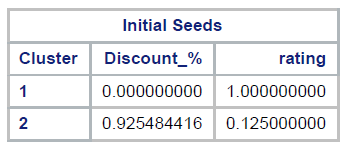 Initial Seeds
Cluster Discount_% rating
1 0.000000000 1.000000000
2 0.925484416 0.125000000